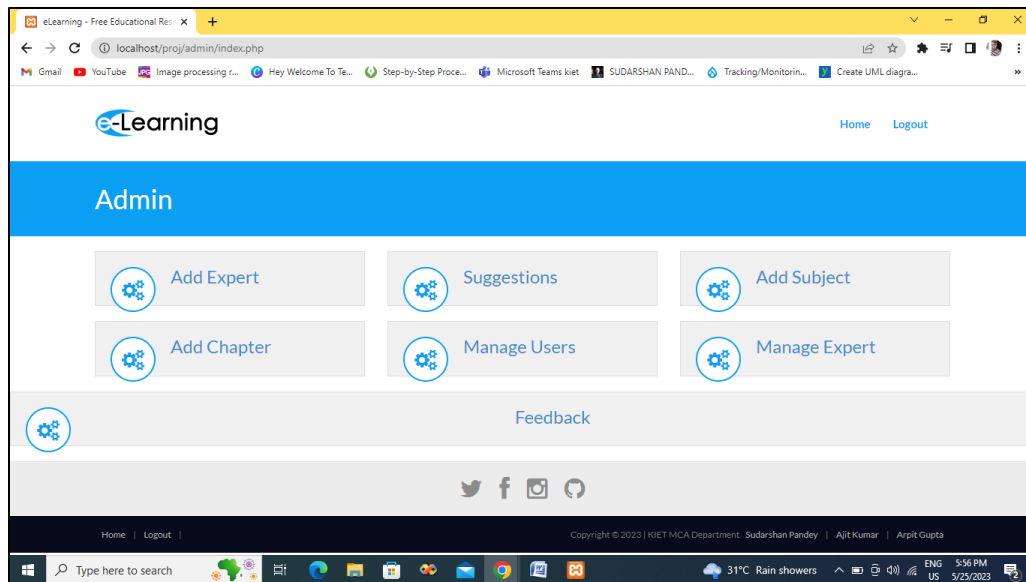 eLearning - Free Educational Res
localhost/proj/admin/index.php
Gmail YouTube Image processing r... Hey Welcome To Te... Step-by-Step Proce... Microsoft Teams kiet SUDARSHAN PAND... Tracking/Monitorin... Create UML diagra... »
e-Learning
Home Logout
Admin
Add Expert Suggestions Add Subject
Add Chapter Manage Users Manage Expert
Feedback
Home | Logout | Copyright © 2023 | KIET MCA Department Sudarshan Pandey | Ajit Kumar | Arpit Gupta
Type here to search 31°C Rain showers ENG 5:56 PM
US 5/25/2023 2